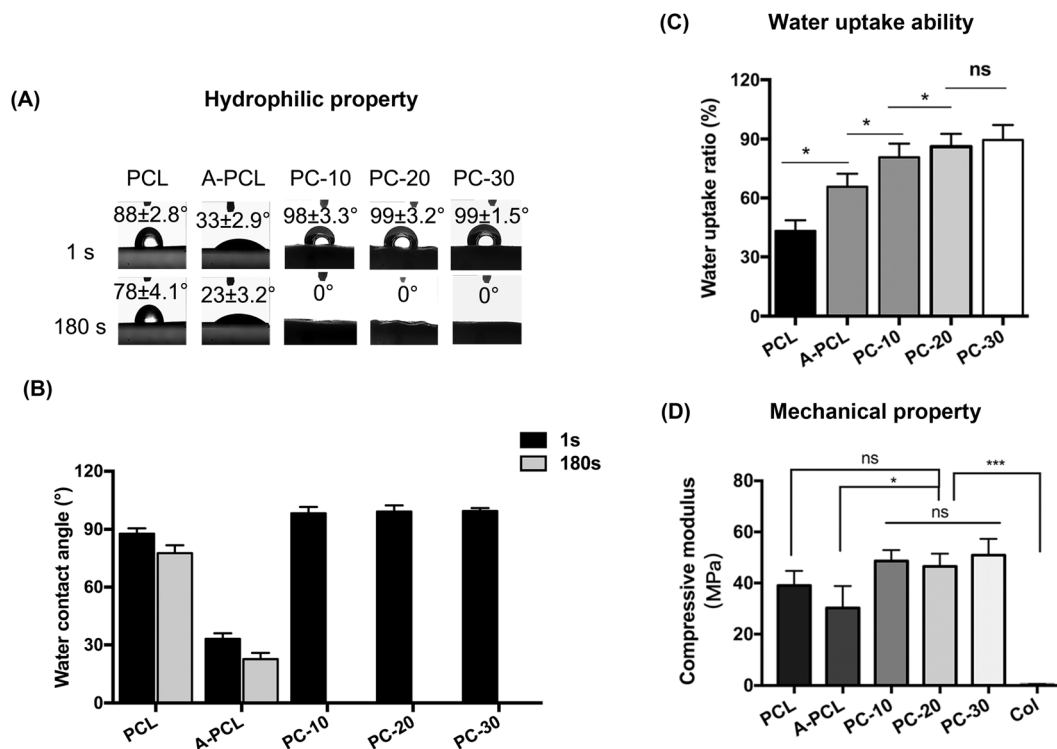 (A)
Hydrophilic property
PCL A-PCL PC-10 PC-20 PC-30
88±2.8° 33±2.9° 98±3.3° 99±3.2° 99±1.5°
1 s
78±4.1° 23±3.2° 0° 0° 0°
180 s
(B)
1s
180s
Water contact angle (°)
120
90
60
30
0
PCL A-PCL PC-10 PC-20 PC-30
(C) Water uptake ability
Water uptake ratio (%)
120
90
60
30
0
* * * ns
PCL A-PCL PC-10 PC-20 PC-30
(D) Mechanical property
Compressive modulus
(MPa)
80
60
40
20
0
ns
***
*
ns
PCL A-PCL PC-10 PC-20 PC-30 Col